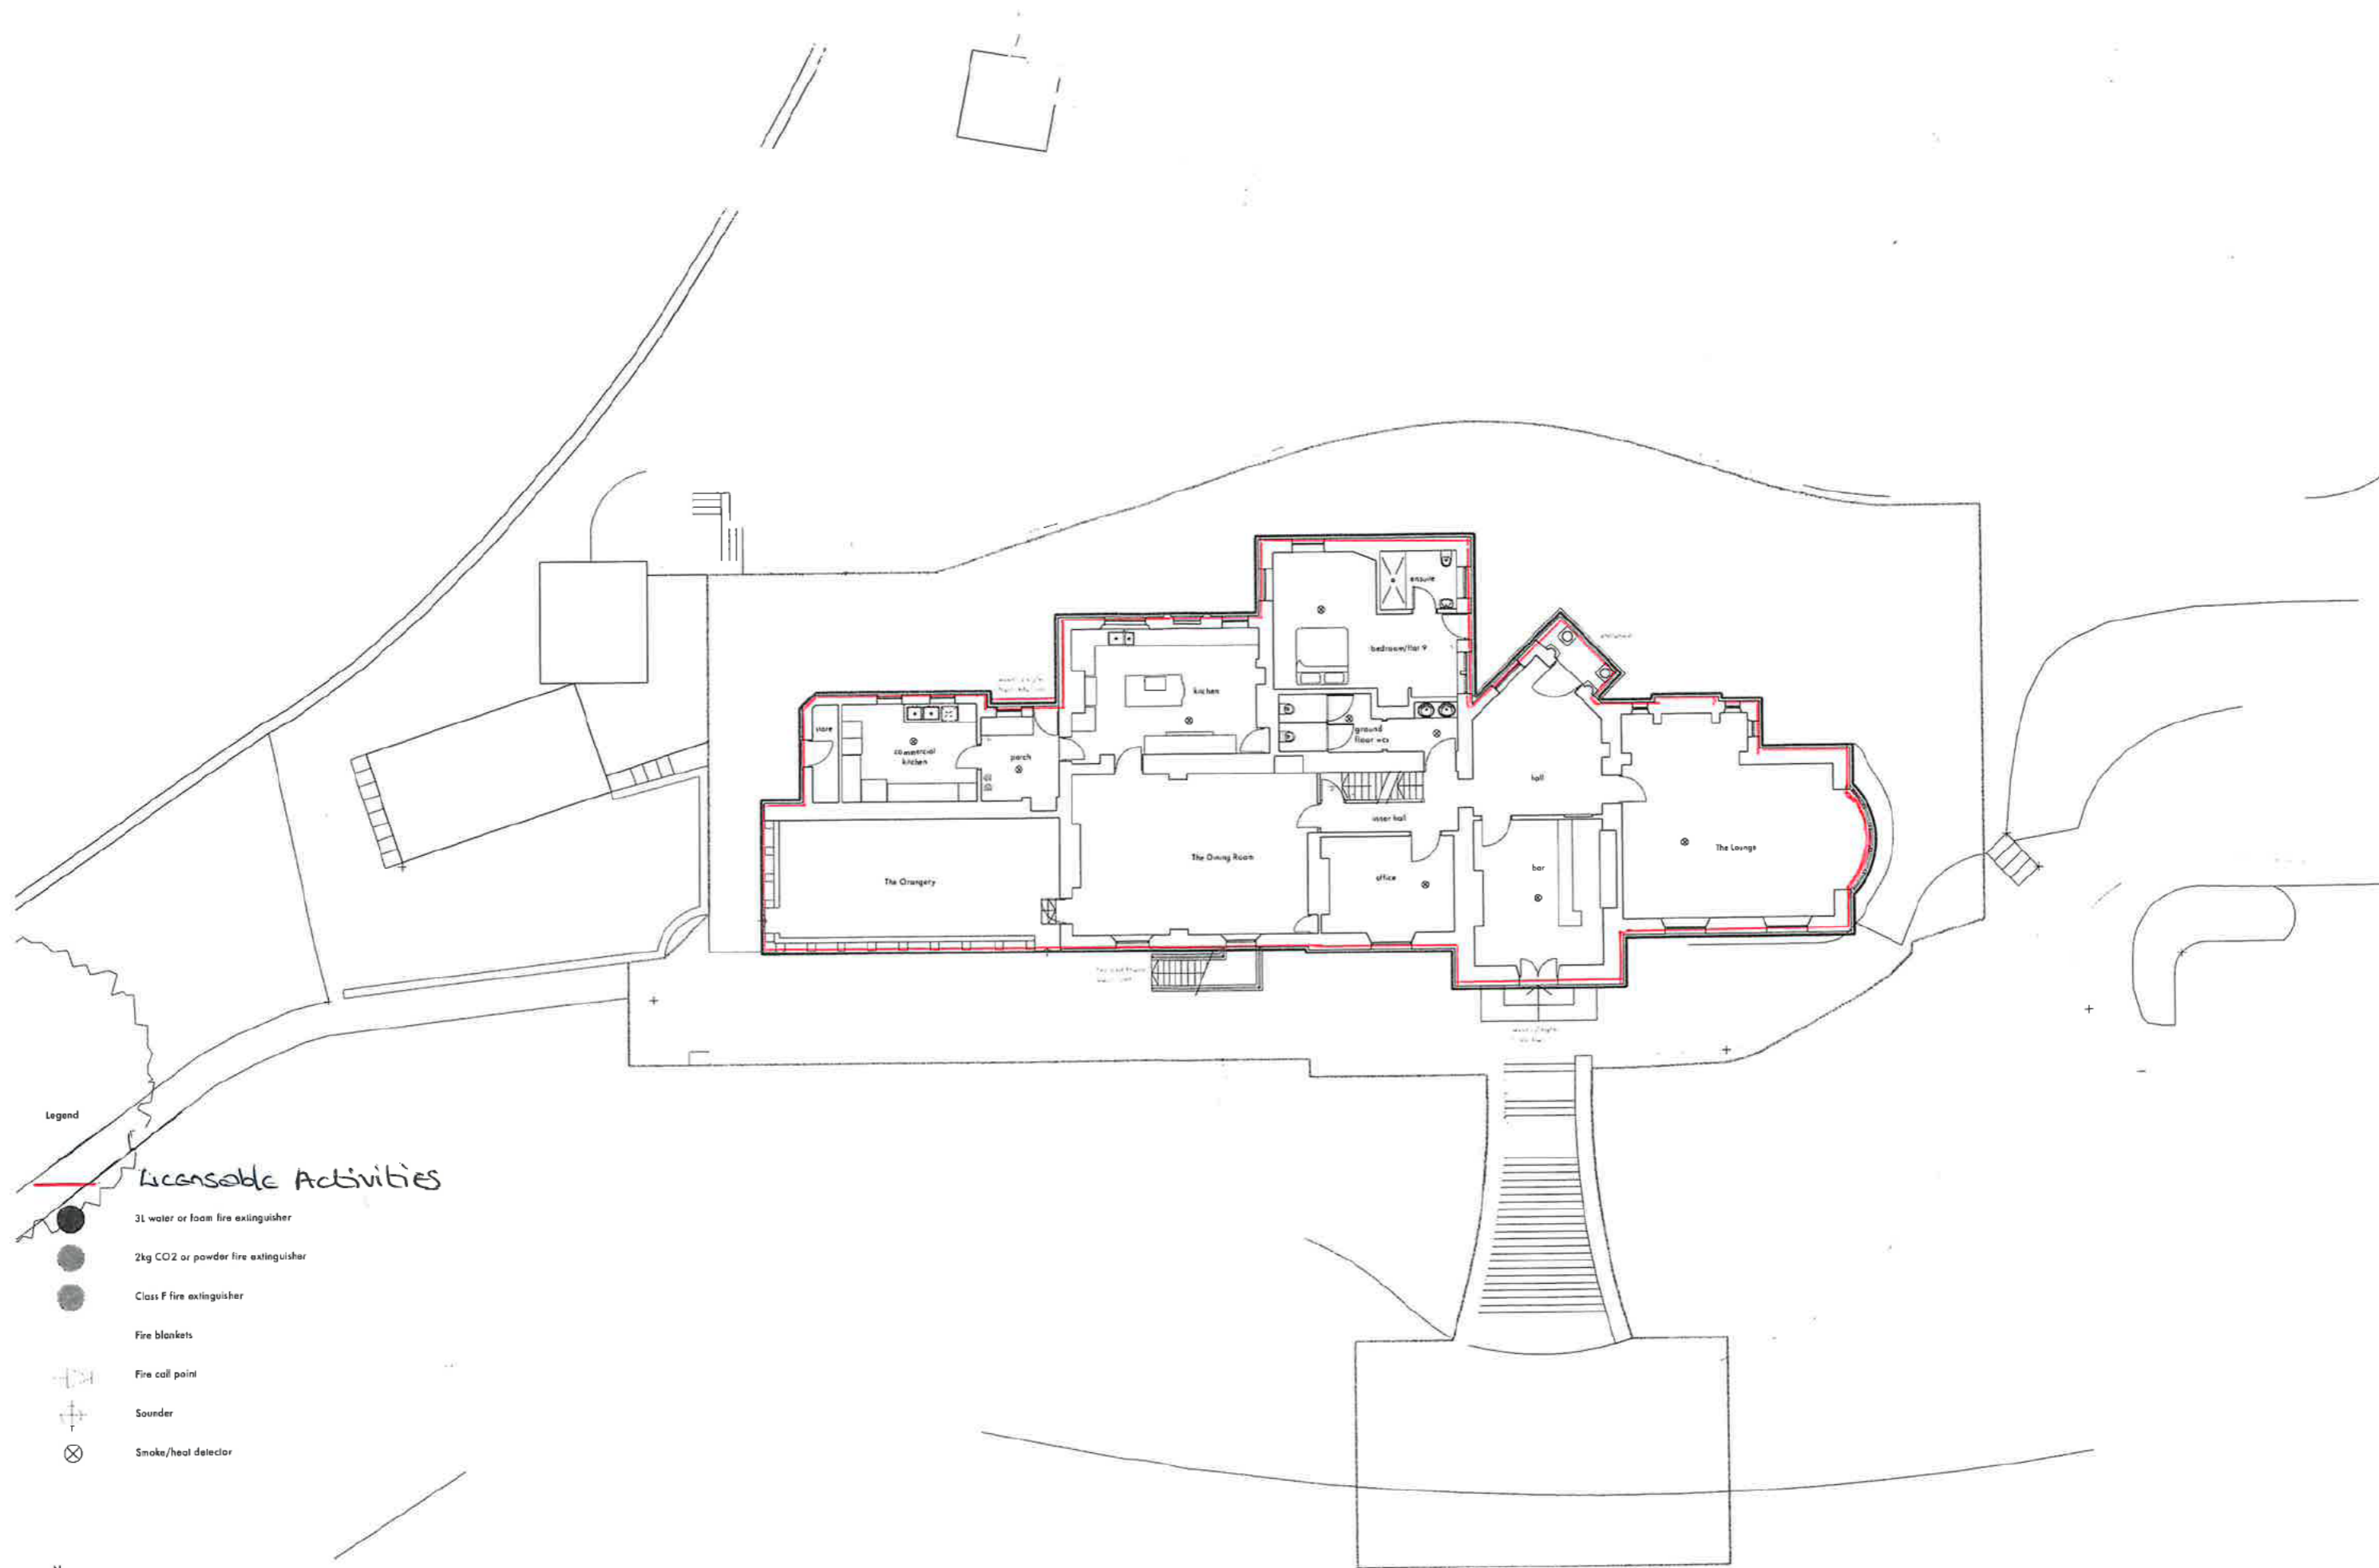 ensuite
bedroom/flat 9
kitchen
store
commercial
kitchen
porch
ground
floor wcs
hall
inner hall
The Orangery
The Dining Room
office
bar
The Lounge
Legend
Licensable Activities
3L water or foam fire extinguisher
2kg CO2 or powder fire extinguisher
Class F fire extinguisher
Fire blankets
Fire call point
Sounder
Smoke/heat detector